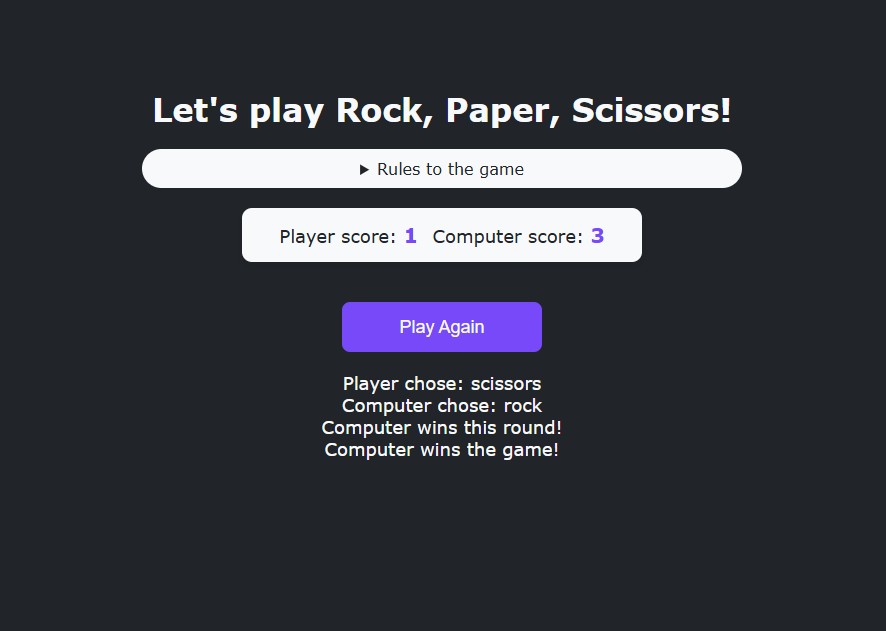 Let's play Rock, Paper, Scissors!
Rules to the game
Player score: 1 Computer score: 3
Play Again
Player chose: scissors
Computer chose: rock
Computer wins this round!
Computer wins the game!